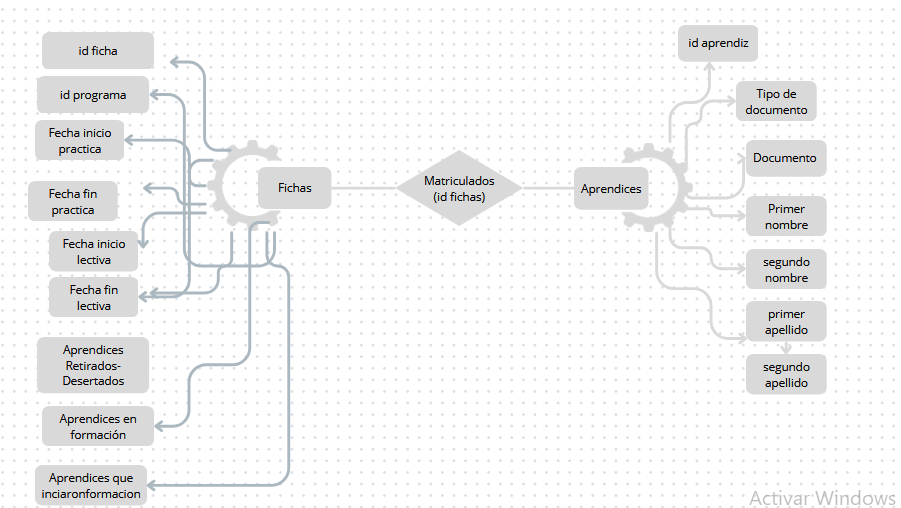 id ficha
id programa
Fecha inicio
practica
Fecha fin
practica
Fecha inicio
lectiva
Fecha fin
lectiva
Aprendices
Retirados-
Desertados
Aprendices en
formación
Aprendices que
inciaronformacion
Fichas
Matriculados
(id fichas)
Aprendices
id aprendiz
Tipo de
documento
Documento
Primer
nombre
segundo
nombre
primer
apellido
segundo
apellido
Activar Windows